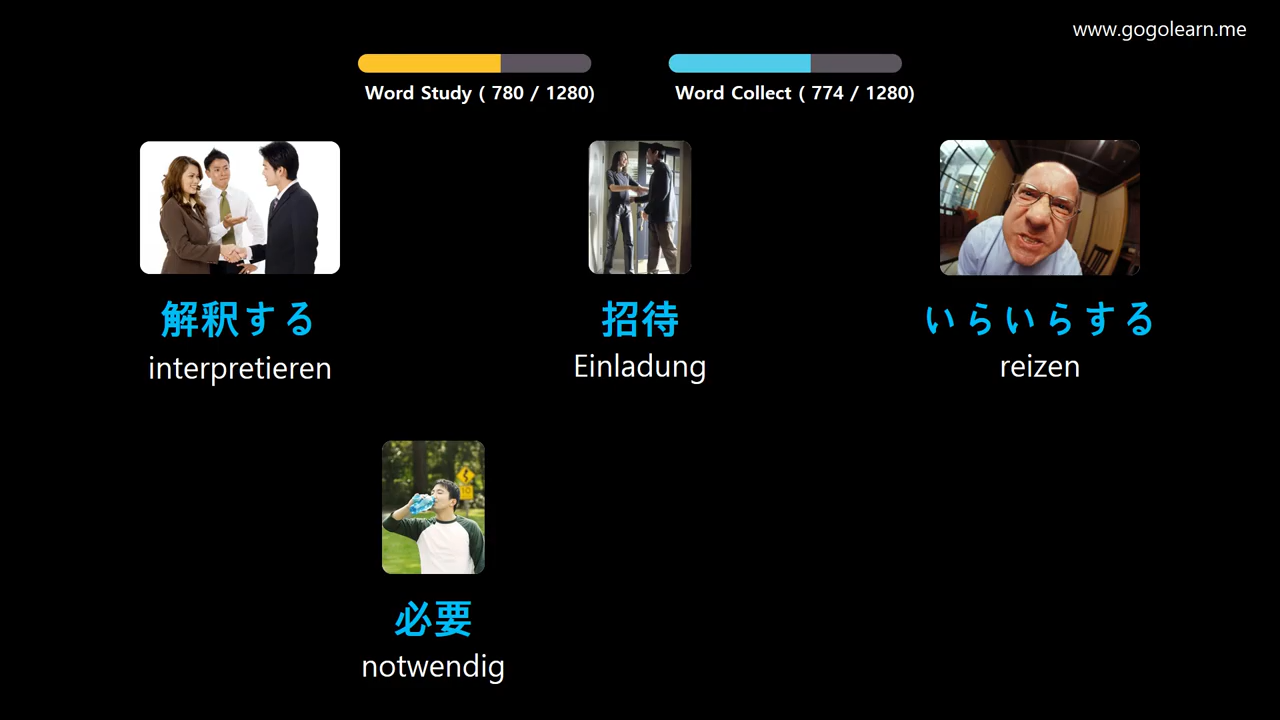 www.gogolearn.me
Word Study ( 780 / 1280)
Word Collect ( 774 / 1280)
解釈する
interpretieren
招待
Einladung
いらいらする
reizen
必要
notwendig